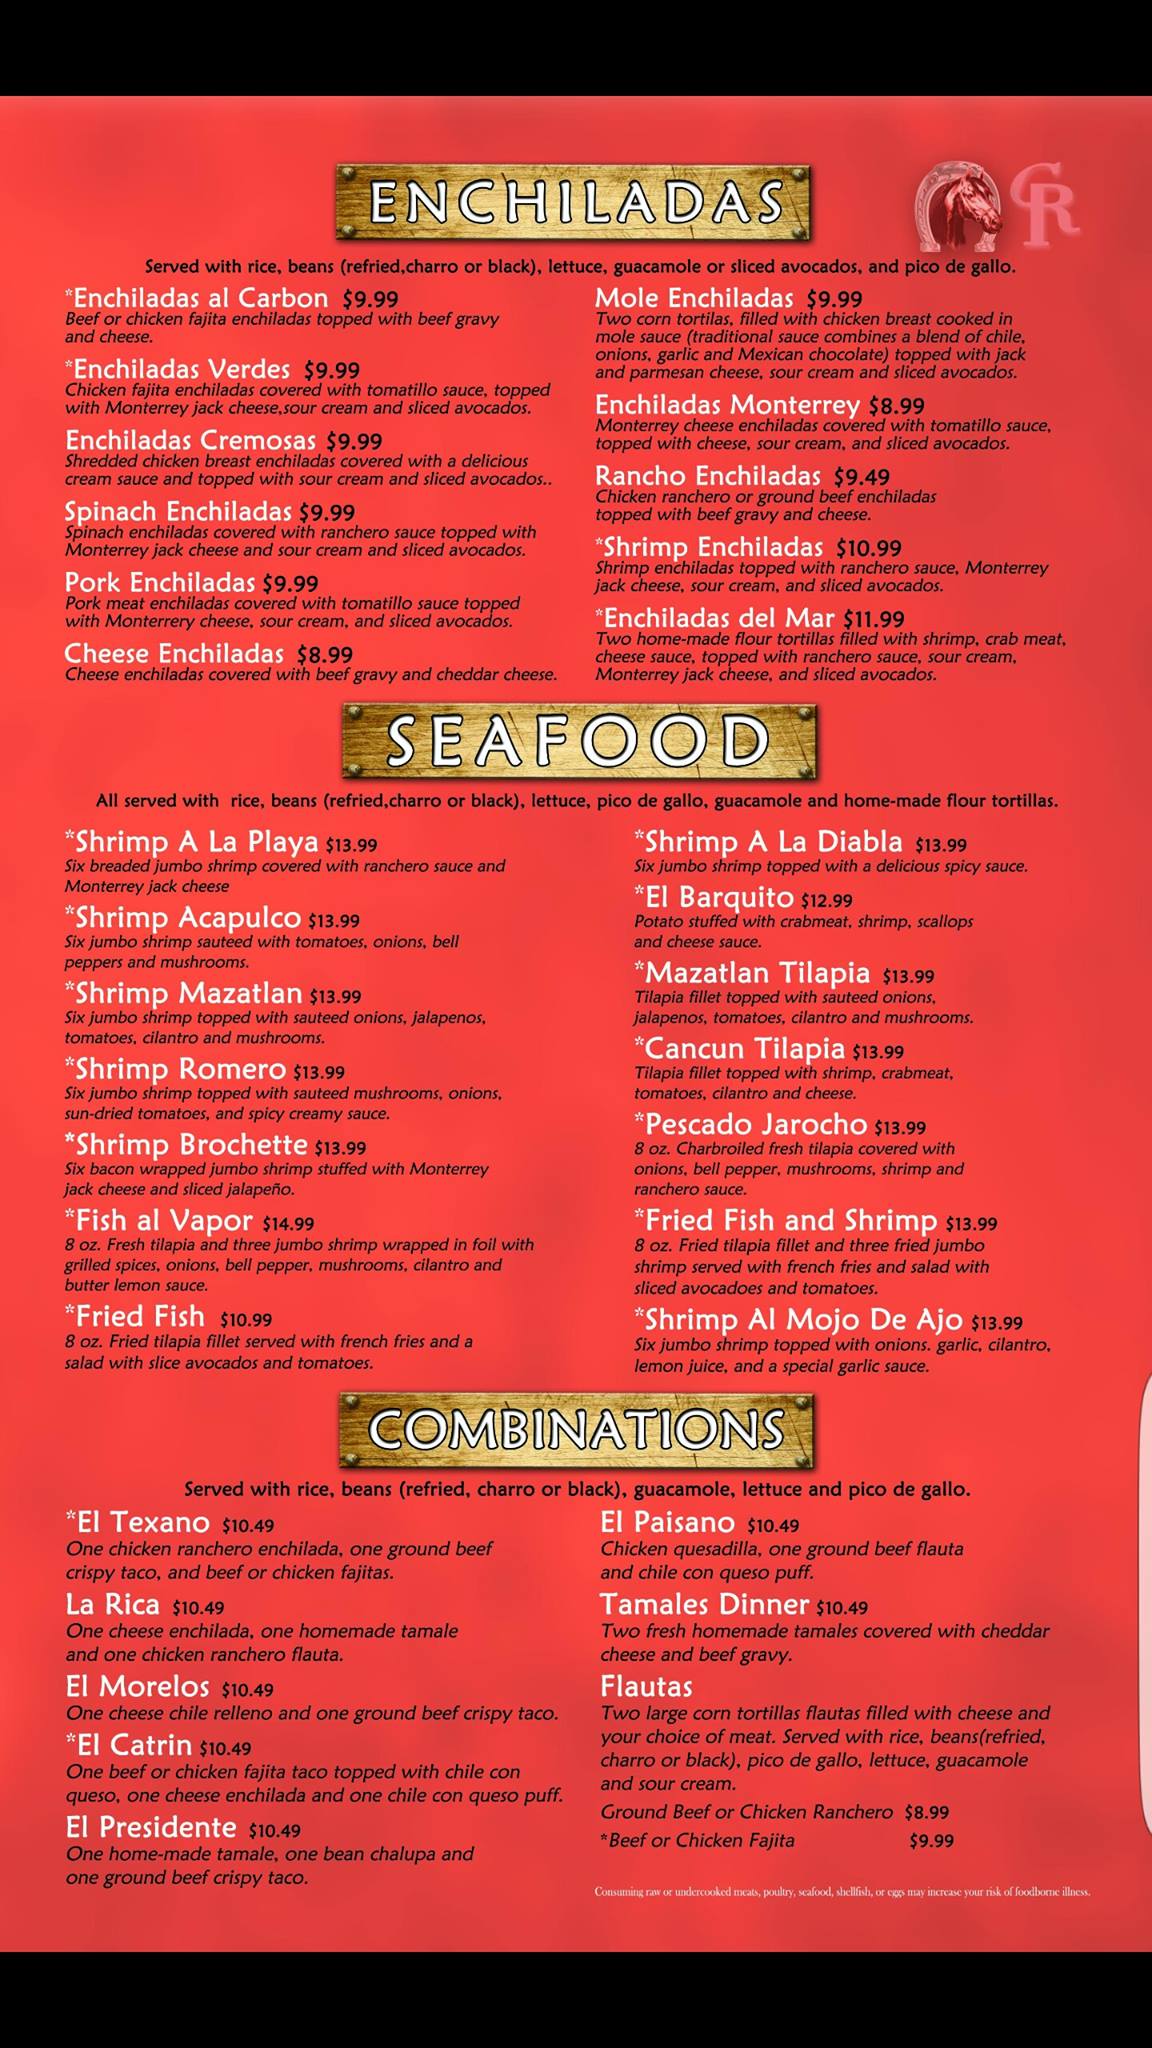 ENCHILADAS
CR
Served with rice, beans (refried,charro or black), lettuce, guacamole or sliced avocados, and pico de gallo.
*Enchiladas al Carbon $9.99
Beef or chicken fajita enchiladas topped with beef gravy
and cheese.
*Enchiladas Verdes $9.99
Chicken fajita enchiladas covered with tomatillo sauce, topped
with Monterrey jack cheese,sour cream and sliced avocados.
Enchiladas Cremosas $9.99
Shredded chicken breast enchiladas covered with a delicious
cream sauce and topped with sour cream and sliced avocados..
Spinach Enchiladas $9.99
Spinach enchiladas covered with ranchero sauce topped with
Monterrey jack cheese and sour cream and sliced avocados.
Pork Enchiladas $9.99
Pork meat enchiladas covered with tomatillo sauce topped
with Monterrery cheese, sour cream, and sliced avocados.
Cheese Enchiladas $8.99
Cheese enchiladas covered with beef gravy and cheddar cheese.
Mole Enchiladas $9.99
Two corn tortilas, filled with chicken breast cooked in
mole sauce (traditional sauce combines a blend of chile,
onions, garlic and Mexican chocolate) topped with jack
and parmesan cheese, sour cream and sliced avocados.
Enchiladas Monterrey $8.99
Monterrey cheese enchiladas covered with tomatillo sauce,
topped with cheese, sour cream, and sliced avocados.
Rancho Enchiladas $9.49
Chicken ranchero or ground beef enchiladas
topped with beef gravy and cheese.
*Shrimp Enchiladas $10.99
Shrimp enchiladas topped with ranchero sauce, Monterrey
jack cheese, sour cream, and sliced avocados.
*Enchiladas del Mar $11.99
Two home-made flour tortillas filled with shrimp, crab meat,
cheese sauce, topped with ranchero sauce, sour cream,
Monterrey jack cheese, and sliced avocados.
SEAFOOD
All served with rice, beans (refried,charro or black), lettuce, pico de gallo, guacamole and home-made flour tortillas.
*Shrimp A La Playa $13.99
Six breaded jumbo shrimp covered with ranchero sauce and
Monterrey jack cheese
*Shrimp Acapulco $13.99
Six jumbo shrimp sauteed with tomatoes, onions, bell
peppers and mushrooms.
*Shrimp Mazatlan $13.99
Six jumbo shrimp topped with sauteed onions, jalapenos,
tomatoes, cilantro and mushrooms.
*Shrimp Romero $13.99
Six jumbo shrimp topped with sauteed mushrooms, onions,
sun-dried tomatoes, and spicy creamy sauce.
*Shrimp Brochette $13.99
Six bacon wrapped jumbo shrimp stuffed with Monterrey
jack cheese and sliced jalapeño.
*Fish al Vapor $14.99
8 oz. Fresh tilapia and three jumbo shrimp wrapped in foil with
grilled spices, onions, bell pepper, mushrooms, cilantro and
butter lemon sauce.
*Fried Fish $10.99
8 oz. Fried tilapia fillet served with french fries and a
salad with slice avocados and tomatoes.
*Shrimp A La Diabla $13.99
Six jumbo shrimp topped with a delicious spicy sauce.
*El Barquito $12.99
Potato stuffed with crabmeat, shrimp, scallops
and cheese sauce.
*Mazatlan Tilapia $13.99
Tilapia fillet topped with sauteed onions,
jalapenos, tomatoes, cilantro and mushrooms.
*Cancun Tilapia $13.99
Tilapia fillet topped with shrimp, crabmeat,
tomatoes, cilantro and cheese.
*Pescado Jarocho $13.99
8 oz. Charbroiled fresh tilapia covered with
onions, bell pepper, mushrooms, shrimp and
ranchero sauce.
*Fried Fish and Shrimp $13.99
8 oz. Fried tilapia fillet and three fried jumbo
shrimp served with french fries and salad with
sliced avocadoes and tomatoes.
*Shrimp Al Mojo De Ajo $13.99
Six jumbo shrimp topped with onions. garlic, cilantro,
lemon juice, and a special garlic sauce.
COMBINATIONS
Served with rice, beans (refried, charro or black), guacamole, lettuce and pico de gallo.
*El Texano $10.49
One chicken ranchero enchilada, one ground beef
crispy taco, and beef or chicken fajitas.
La Rica $10.49
One cheese enchilada, one homemade tamale
and one chicken ranchero flauta.
El Morelos $10.49
One cheese chile relleno and one ground beef crispy taco.
*El Catrin $10.49
One beef or chicken fajita taco topped with chile con
queso, one cheese enchilada and one chile con queso puff.
El Presidente $10.49
One home-made tamale, one bean chalupa and
one ground beef crispy taco.
El Paisano $10.49
Chicken quesadilla, one ground beef flauta
and chile con queso puff.
Tamales Dinner $10.49
Two fresh homemade tamales covered with cheddar
cheese and beef gravy.
Flautas
Two large corn tortillas flautas filled with cheese and
your choice of meat. Served with rice, beans(refried,
charro or black), pico de gallo, lettuce, guacamole
and sour cream.
Ground Beef or Chicken Ranchero $8.99
*Beef or Chicken Fajita $9.99
Consuming raw or undercooked meats, poultry, seafood, shellfish, or eggs may increase your risk of foodborne illness.